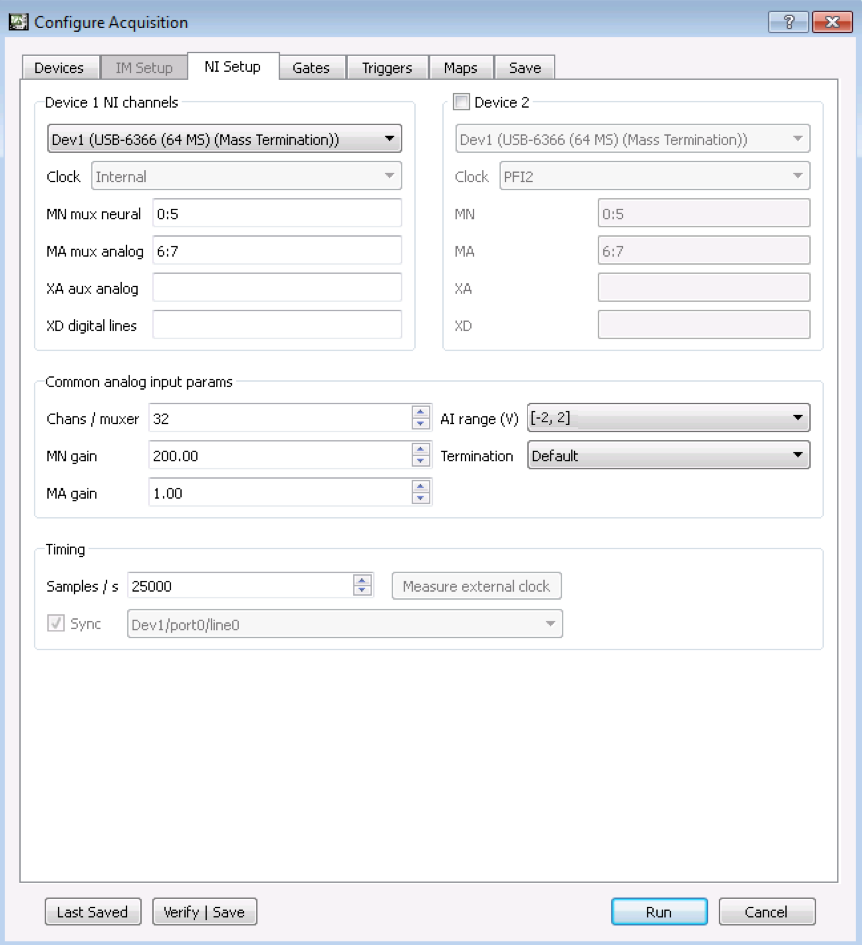 Configure Acquisition
?
Devices IM Setup NI Setup Gates Triggers Maps Save
Device 1 NI channels
Dev1 (USB-6366 (64 MS) (Mass Termination))
Clock Internal
MN mux neural 0:5
MA mux analog 6:7
XA aux analog
XD digital lines
Device 2
Dev1 (USB-6366 (64 MS) (Mass Termination))
Clock PFI2
MN 0:5
MA 6:7
XA
XD
Common analog input params
Chans / muxer 32 AI range (V) [-2, 2]
MN gain 200.00 Termination Default
MA gain 1.00
Timing
Samples / s 25000 Measure external clock
Sync Dev1/port0/line0
Last Saved Verify | Save Run Cancel